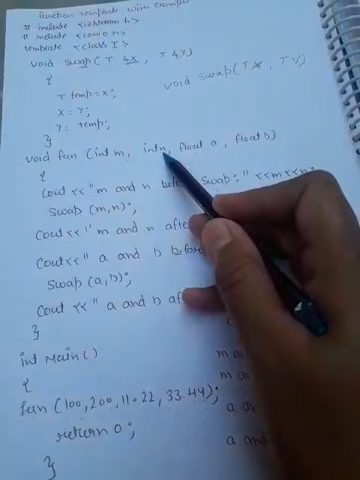 function template with example
# include <iostream.h>
# include <conio.h>
template <class T>
void swap(T &x, T &y)
void swap(T x, T y)
{
T temp = x;
x = y;
y = temp;
}
void fun (int m, int n, float a, float b)
{
cout << "m and n before swap:" << m << n
swap (m,n);
cout << "m and n after
cout << " a and b before
swap (a,b);
cout << " a and b af
}
int main()
{
fun (100, 200, 11.22, 33.44);
return 0;
}
m
m
a
a and